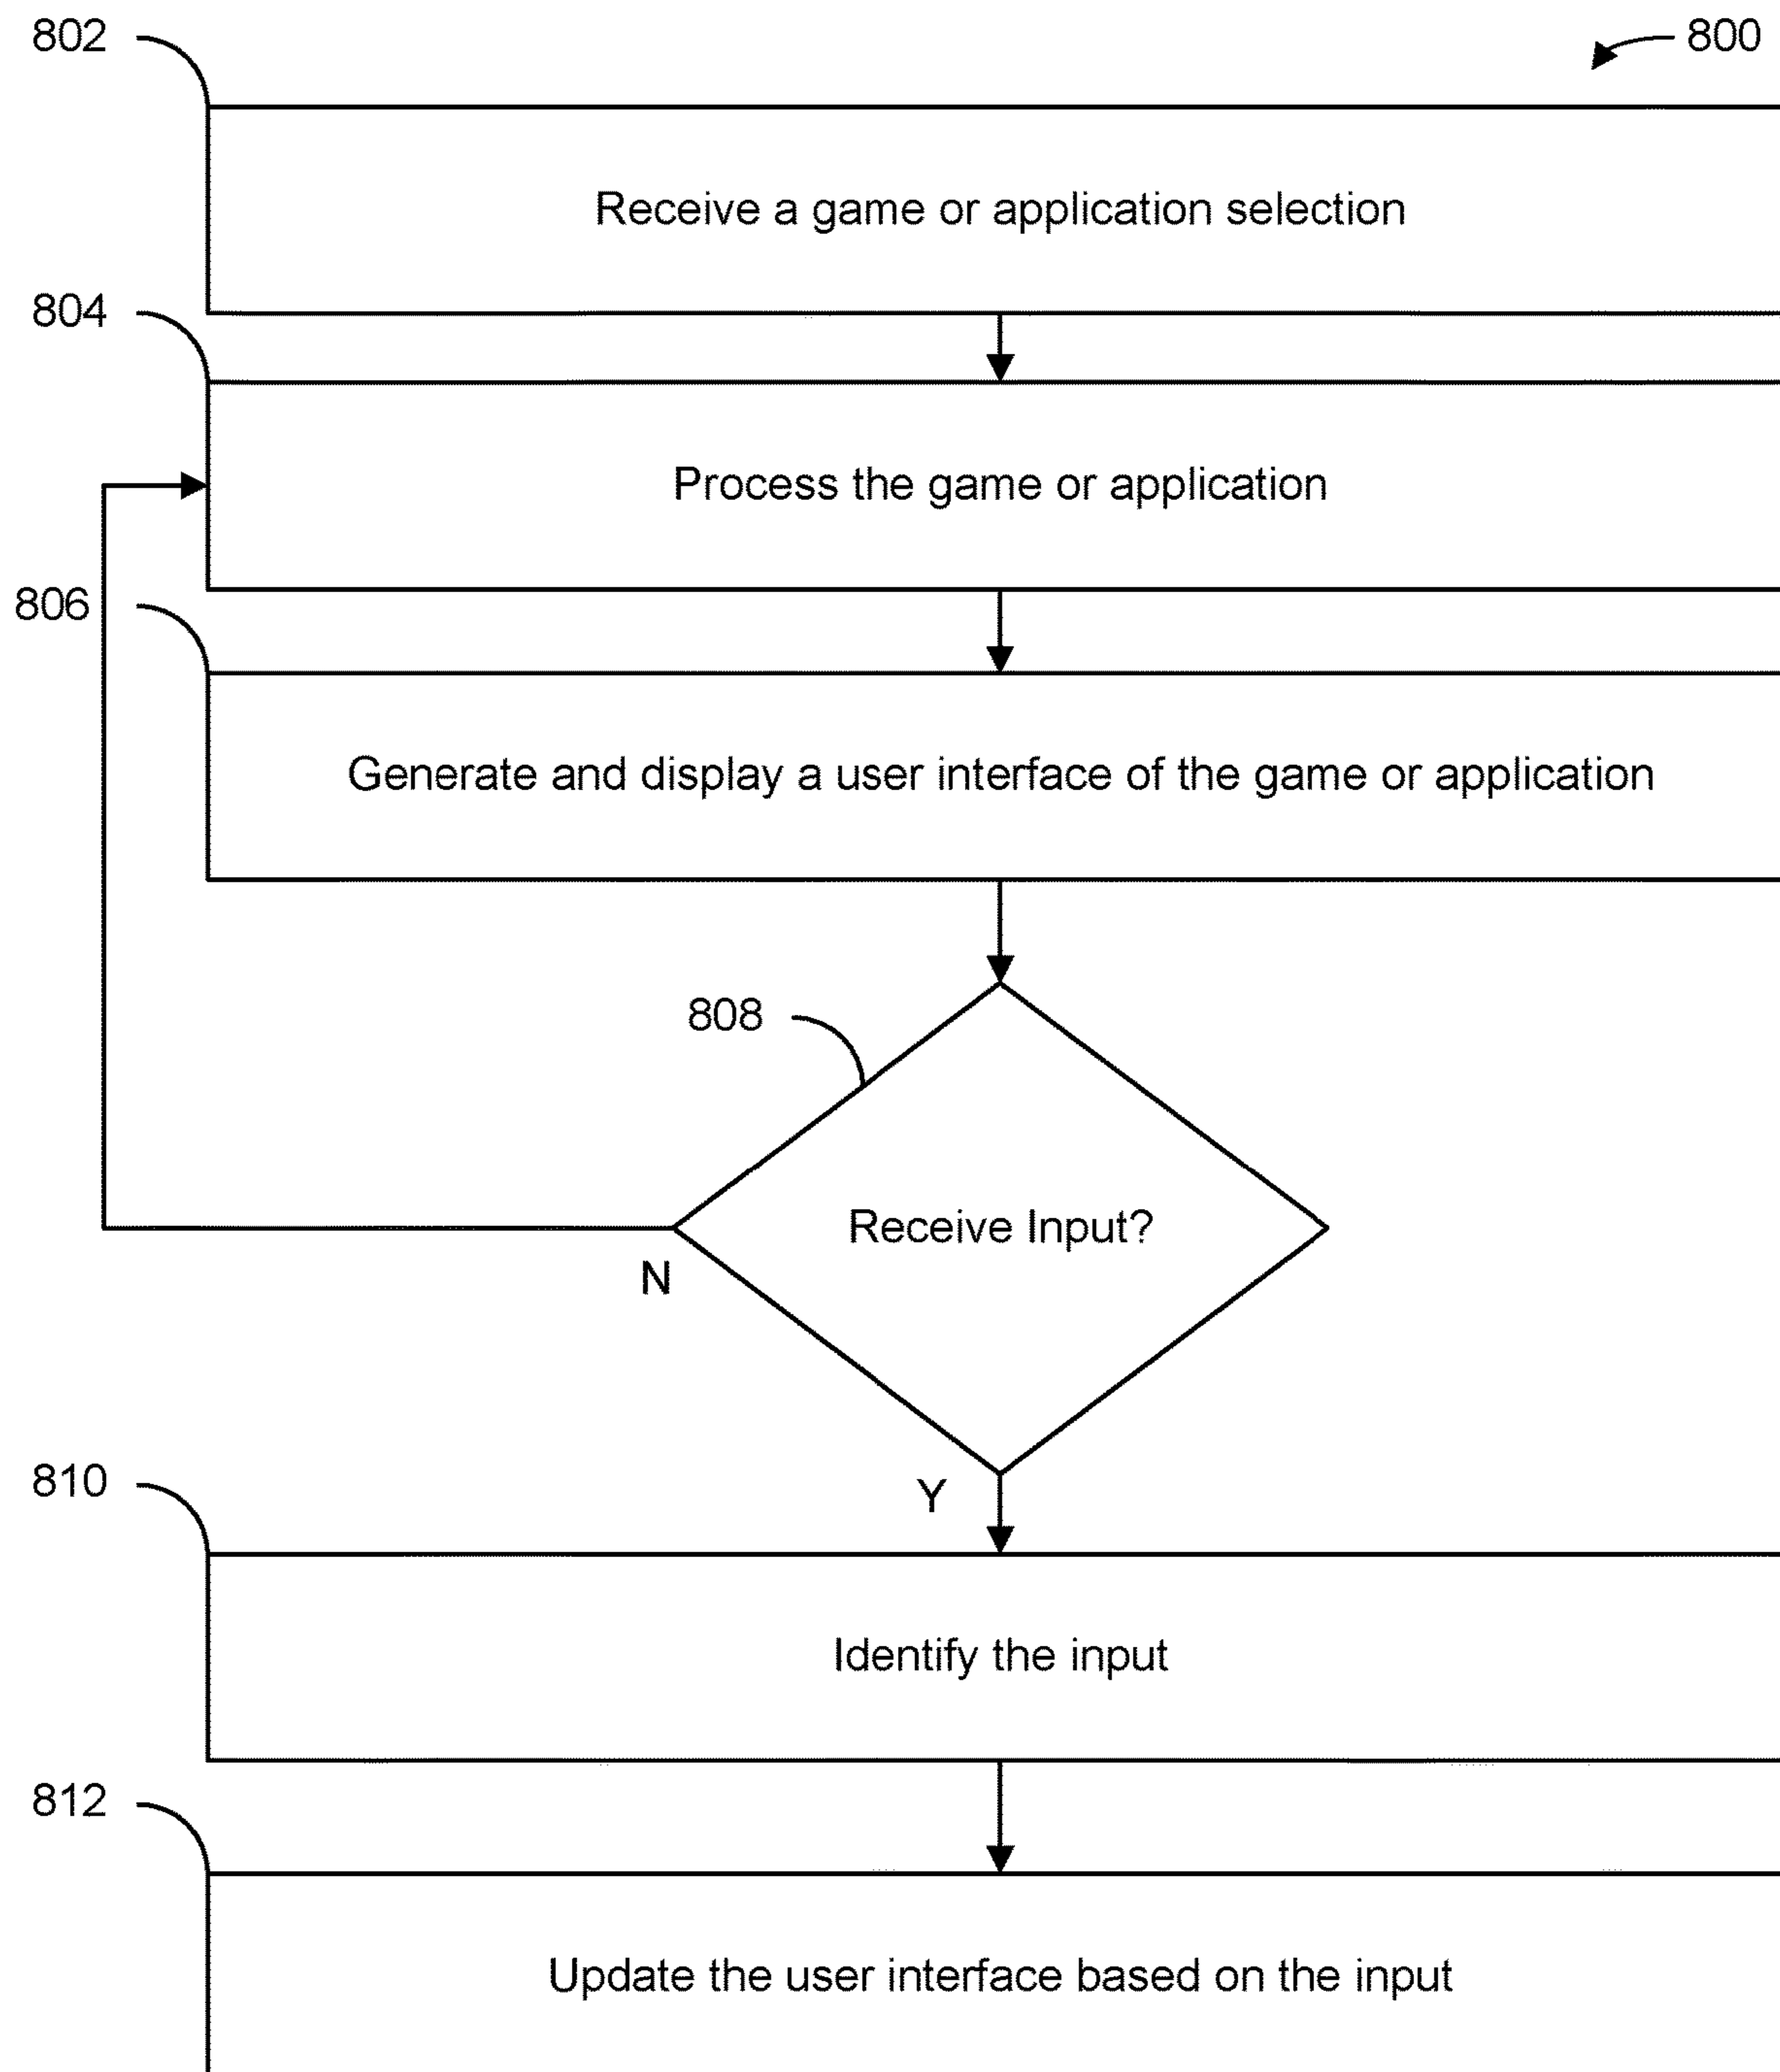 802
800
Receive a game or application selection
804
Process the game or application
806
Generate and display a user interface of the game or application
808
Receive Input?
N
Y
810
Identify the input
812
Update the user interface based on the input